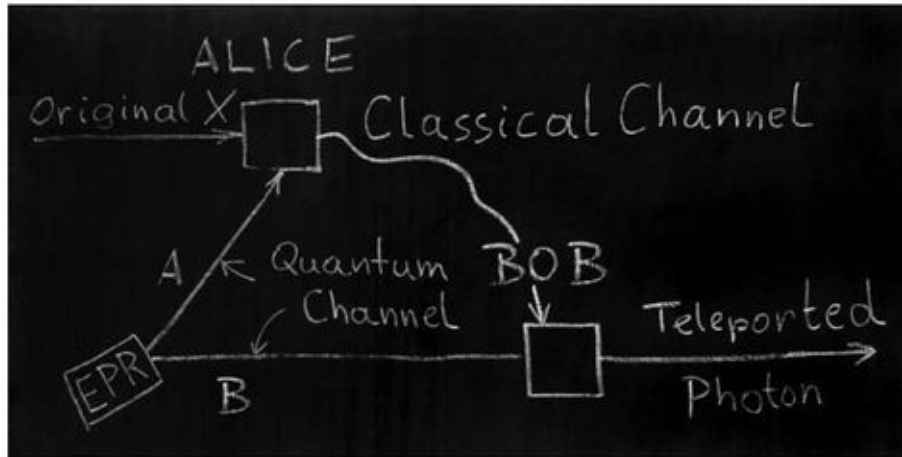 ALICE
Original X
Classical Channel
A
Quantum
Channel
BOB
Teleported
EPR
B
Photon